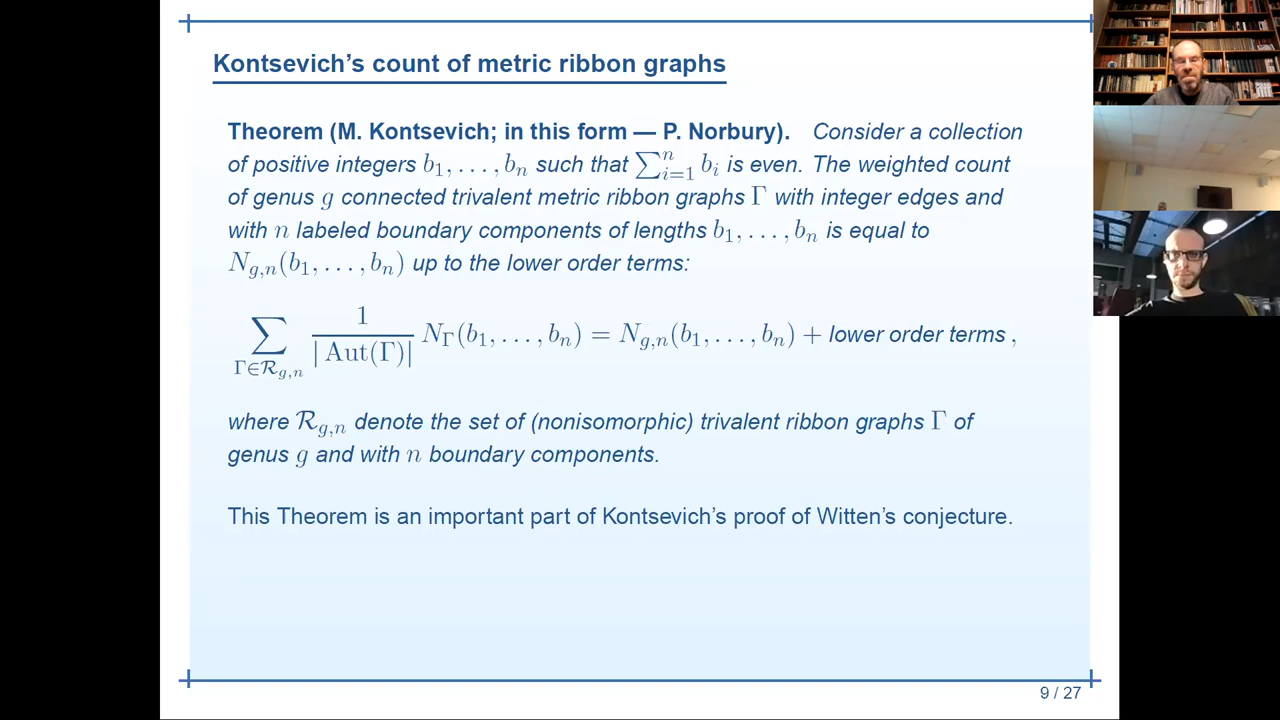 Kontsevich's count of metric ribbon graphs
Theorem (M. Kontsevich; in this form — P. Norbury). Consider a collection
of positive integers b_1, . . . , b_n such that ∑_{i=1}^n b_i is even. The weighted count
of genus g connected trivalent metric ribbon graphs Γ with integer edges and
with n labeled boundary components of lengths b_1, . . . , b_n is equal to
N_{g,n}(b_1, . . . , b_n) up to the lower order terms:
∑_{Γ∈R_{g,n}} 1/|Aut(Γ)| N_Γ(b_1, . . . , b_n) = N_{g,n}(b_1, . . . , b_n) + lower order terms ,
where R_{g,n} denote the set of (nonisomorphic) trivalent ribbon graphs Γ of
genus g and with n boundary components.
This Theorem is an important part of Kontsevich's proof of Witten's conjecture.
9 / 27